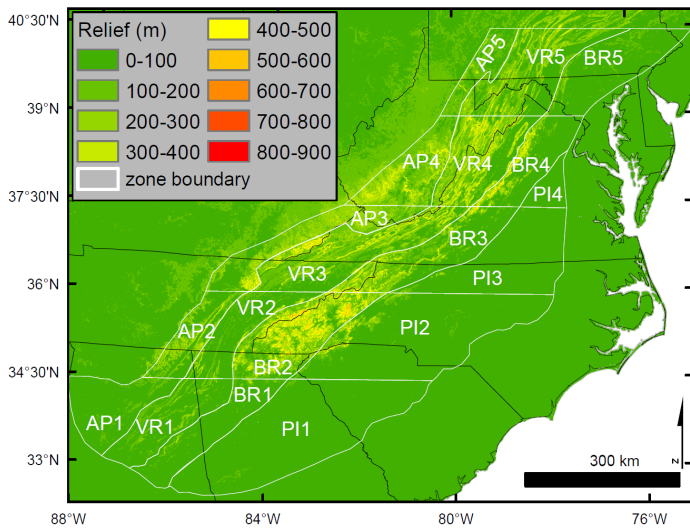 40°30'N
39°N
37°30'N
36°N
34°30'N
33°N
Relief (m)
0-100
100-200
200-300
300-400
400-500
500-600
600-700
700-800
800-900
zone boundary
AP5
VR5
BR5
AP4
VR4
BR4
PI4
AP3
VR3
BR3
PI3
AP2
VR2
BR2
PI2
AP1
VR1
BR1
PI1
N
300 km
88°W
84°W
80°W
76°W